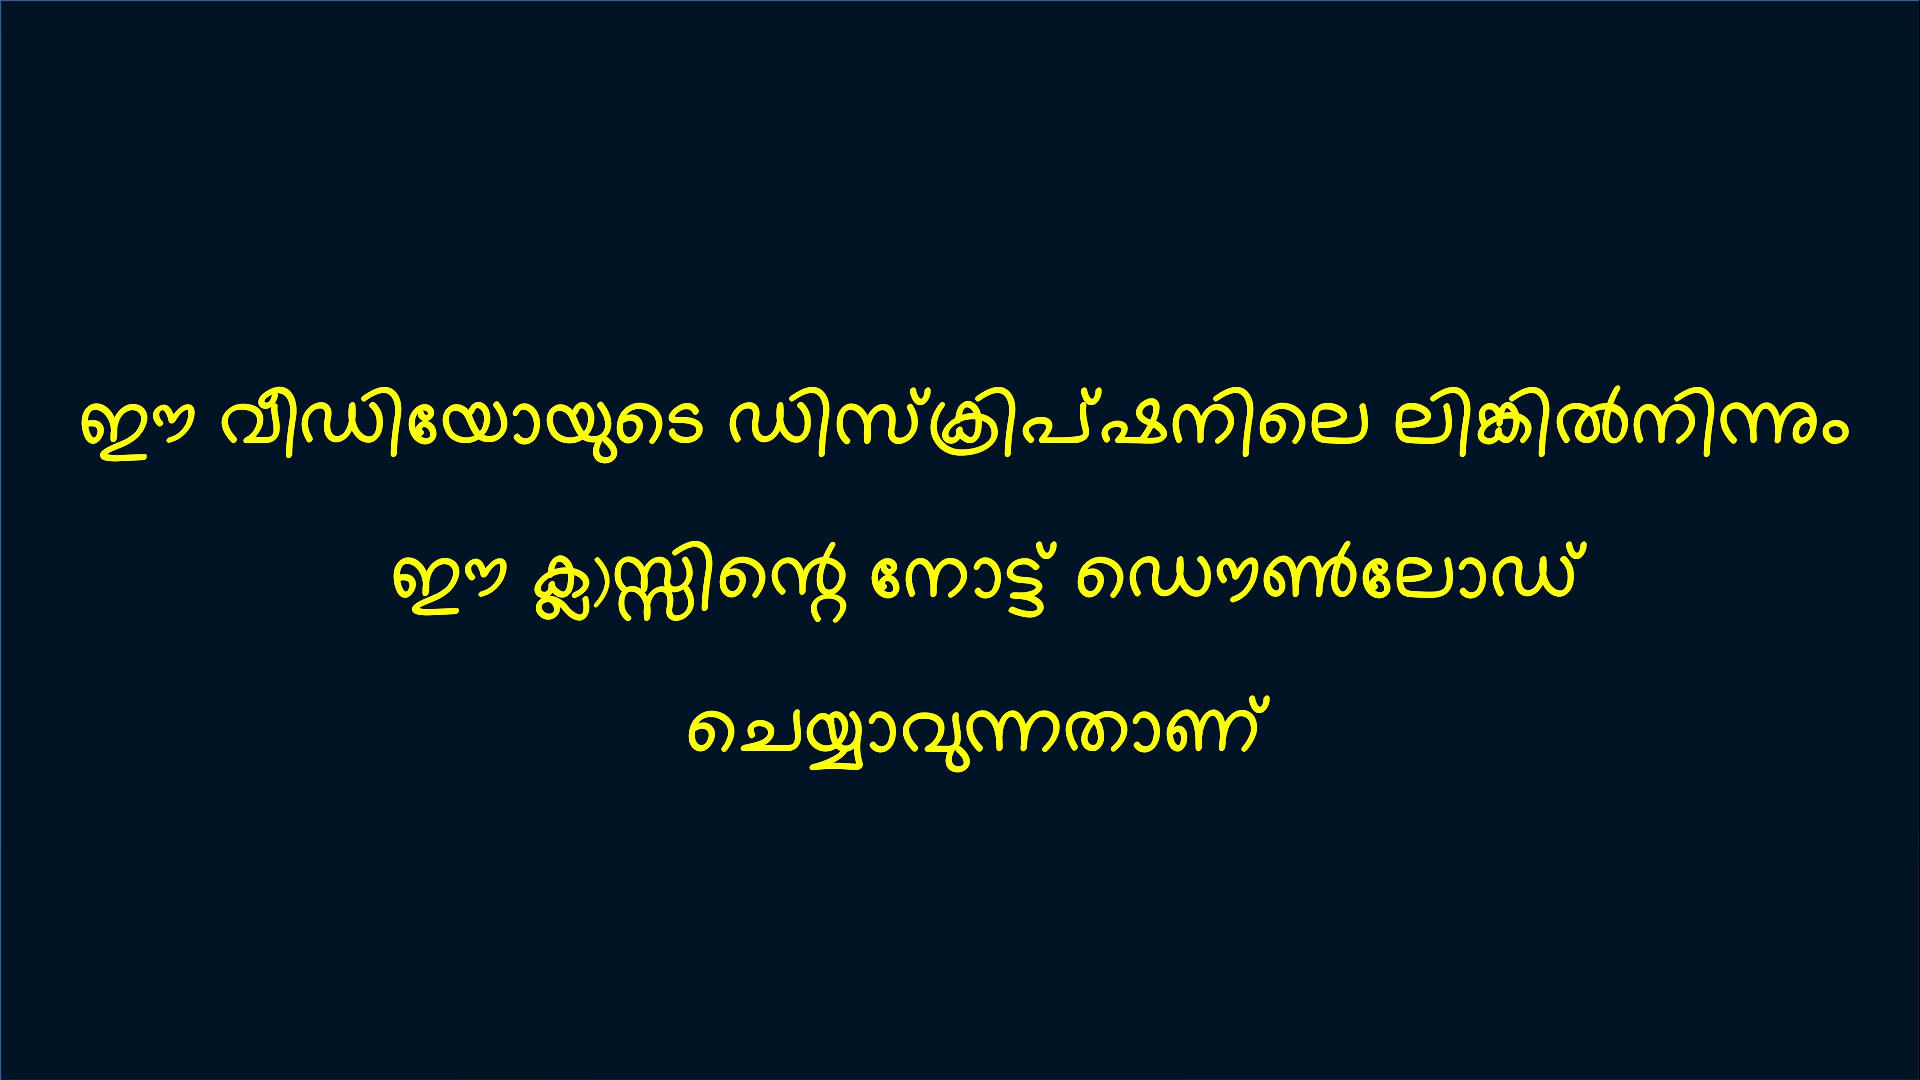 ഈ വീഡിയോയുടെ ഡിസ്ക്രിപ്ഷനിലെ ലിങ്കിൽനിന്നും
ഈ ക്ലാസ്സിന്റെ നോട്ട് ഡൌൺലോഡ്
ചെയ്യാവുന്നതാണ്